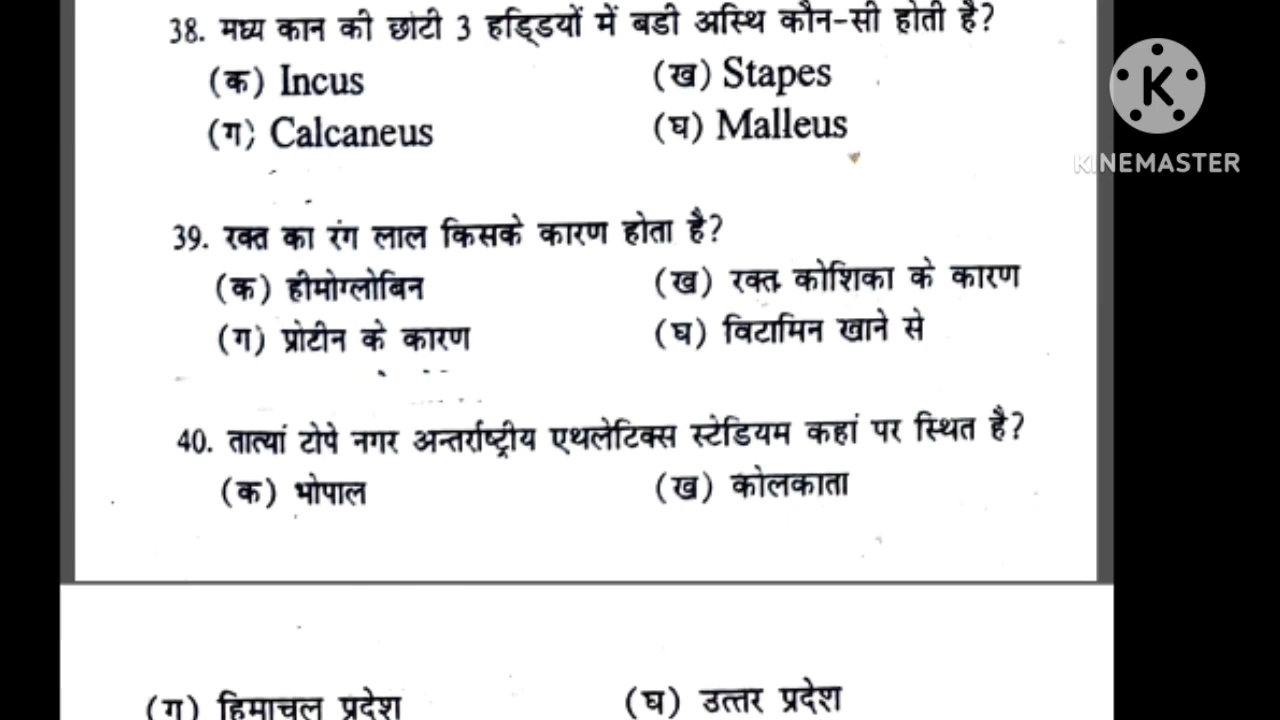 38. मध्य कान की छोटी 3 हड्डियों में बडी अस्थि कौन-सी होती है?
(क) Incus (ख) Stapes
(ग) Calcaneus (घ) Malleus
K
KINEMASTER
39. रक्त का रंग लाल किसके कारण होता है?
(क) हीमोग्लोबिन (ख) रक्त कोशिका के कारण
(ग) प्रोटीन के कारण (घ) विटामिन खाने से
40. तात्यां टोपे नगर अन्तर्राष्ट्रीय एथलेटिक्स स्टेडियम कहां पर स्थित है?
(क) भोपाल (ख) कोलकाता
(ग) हिमाचल प्रदेश (घ) उत्तर प्रदेश